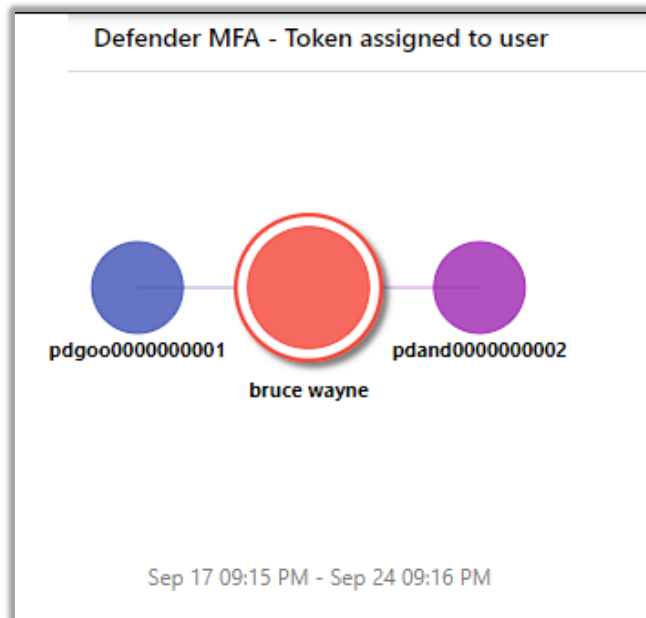 Defender MFA - Token assigned to user
pdgoo0000000001
pdand0000000002
bruce wayne
Sep 17 09:15 PM - Sep 24 09:16 PM